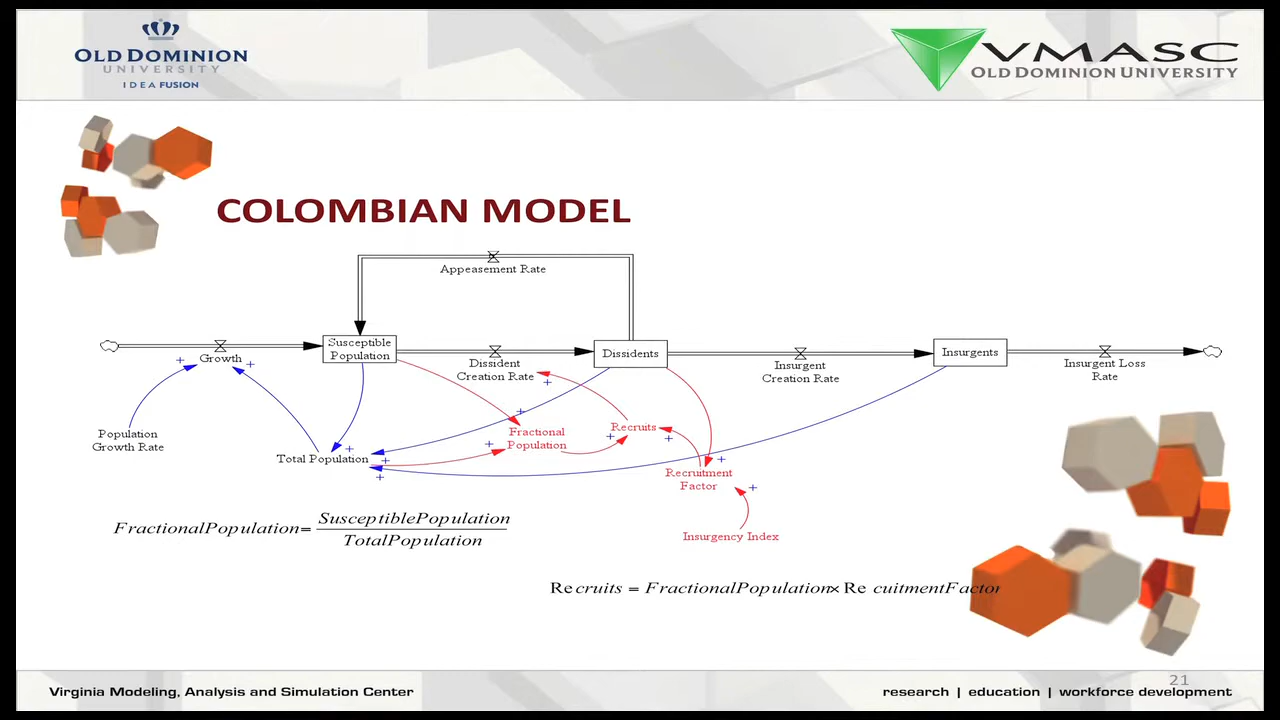 OLD DOMINION
UNIVERSITY
IDEA FUSION
VMASC
OLD DOMINION UNIVERSITY
COLOMBIAN MODEL
Appeasement Rate
Susceptible
Population
Growth
Dissident
Creation Rate
Dissidents
Insurgent
Creation Rate
Insurgents
Insurgent Loss
Rate
Population
Growth Rate
Total Population
Fractional
Population
Recruits
Recruitment
Factor
Insurgency Index
+ + + + + + + + + + + +
FractionalPopulation= SusceptiblePopulation
TotalPopulation
Recruits = FractionalPopulation× Re cuitmentFactor
21
Virginia Modeling, Analysis and Simulation Center
research | education | workforce development